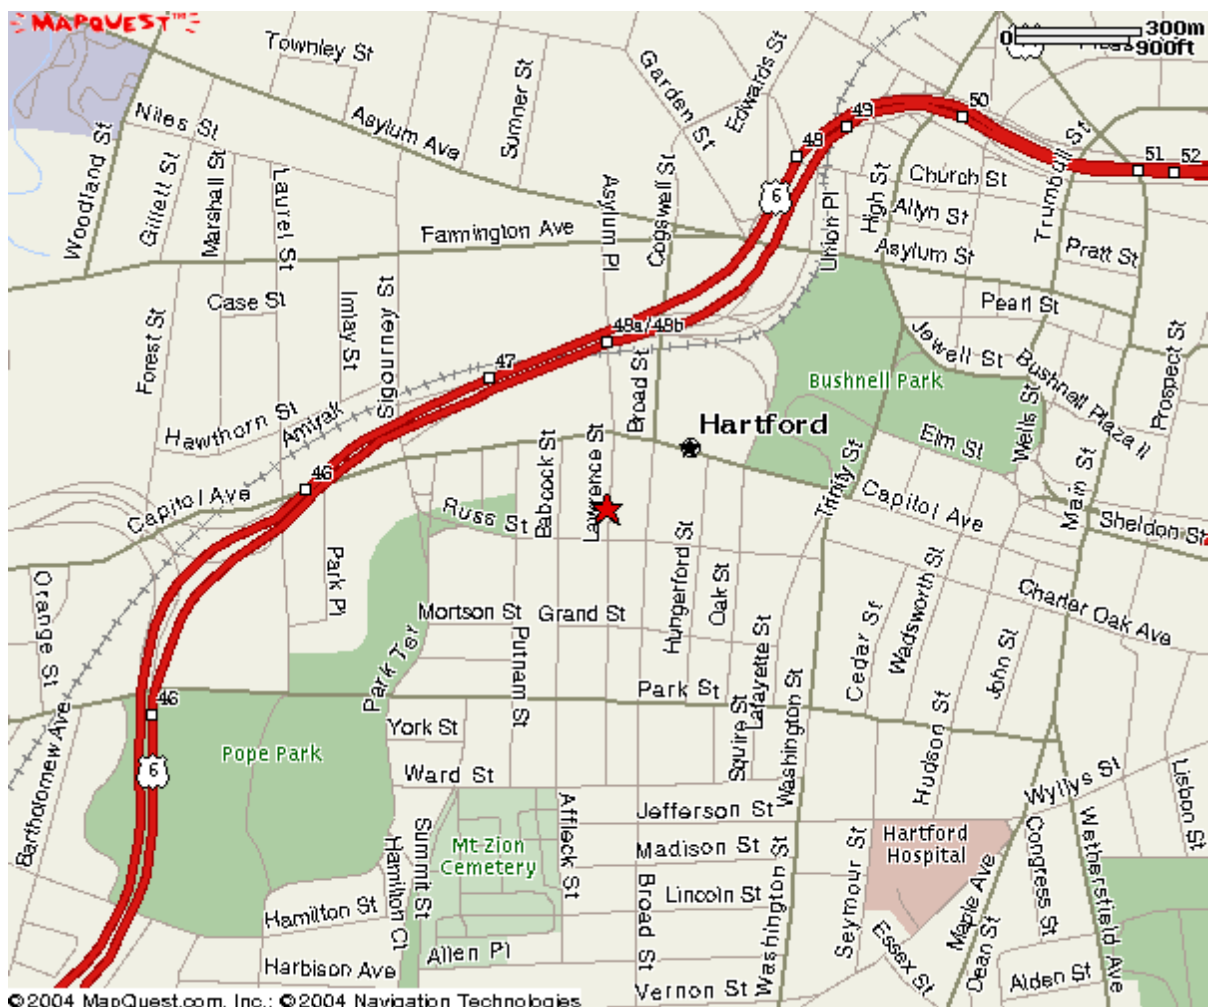 MAPQUEST™
Townley St
Garden St
Edwards St
0 300m
900ft
Niles St
Asylum Ave
Sumner St
48
49
50
Trumbull St
51
52
Woodland St
Gillett St
Marshall St
Laurel St
Farmington Ave
Asylum Pl
Cogswell St
6
Union Pl
High St
Church St
Allyn St
Asylum St
Pratt St
Case St
Imlay St
Sigourney St
Pearl St
Forest St
48a/48b
Jewell St
Bushnell Plaza II
Prospect St
47
Broad St
Bushnell Park
Hawthorn St
Amtrak
Hartford
Elm St
Wells St
46
Capitol Ave
Russ St
Babcock St
Lawrence St
Trinity St
Capitol Ave
Main St
Sheldon St
Orange St
Park Pl
Mortson St
Grand St
Hungerford St
Oak St
Cedar St
Wadsworth St
John St
Charter Oak Ave
Park Ter
Putnam St
Park St
Lafayette St
Squire St
Washington St
46
York St
Pope Park
6
Ward St
Hudson St
Wyllys St
Lisbon St
Bartholomew Ave
Jefferson St
Hartford
Hospital
Mt Zion
Cemetery
Affleck St
Madison St
Hamilton Ct
Summit St
Broad St
Lincoln St
Washington St
Seymour St
Maple Ave
Congress St
Wethersfield Ave
Hamilton St
Allen Pl
Essex St
Dean St
Harbison Ave
Vernon St
Alden St
©2004 MapQuest.com, Inc.; ©2004 Navigation Technologies